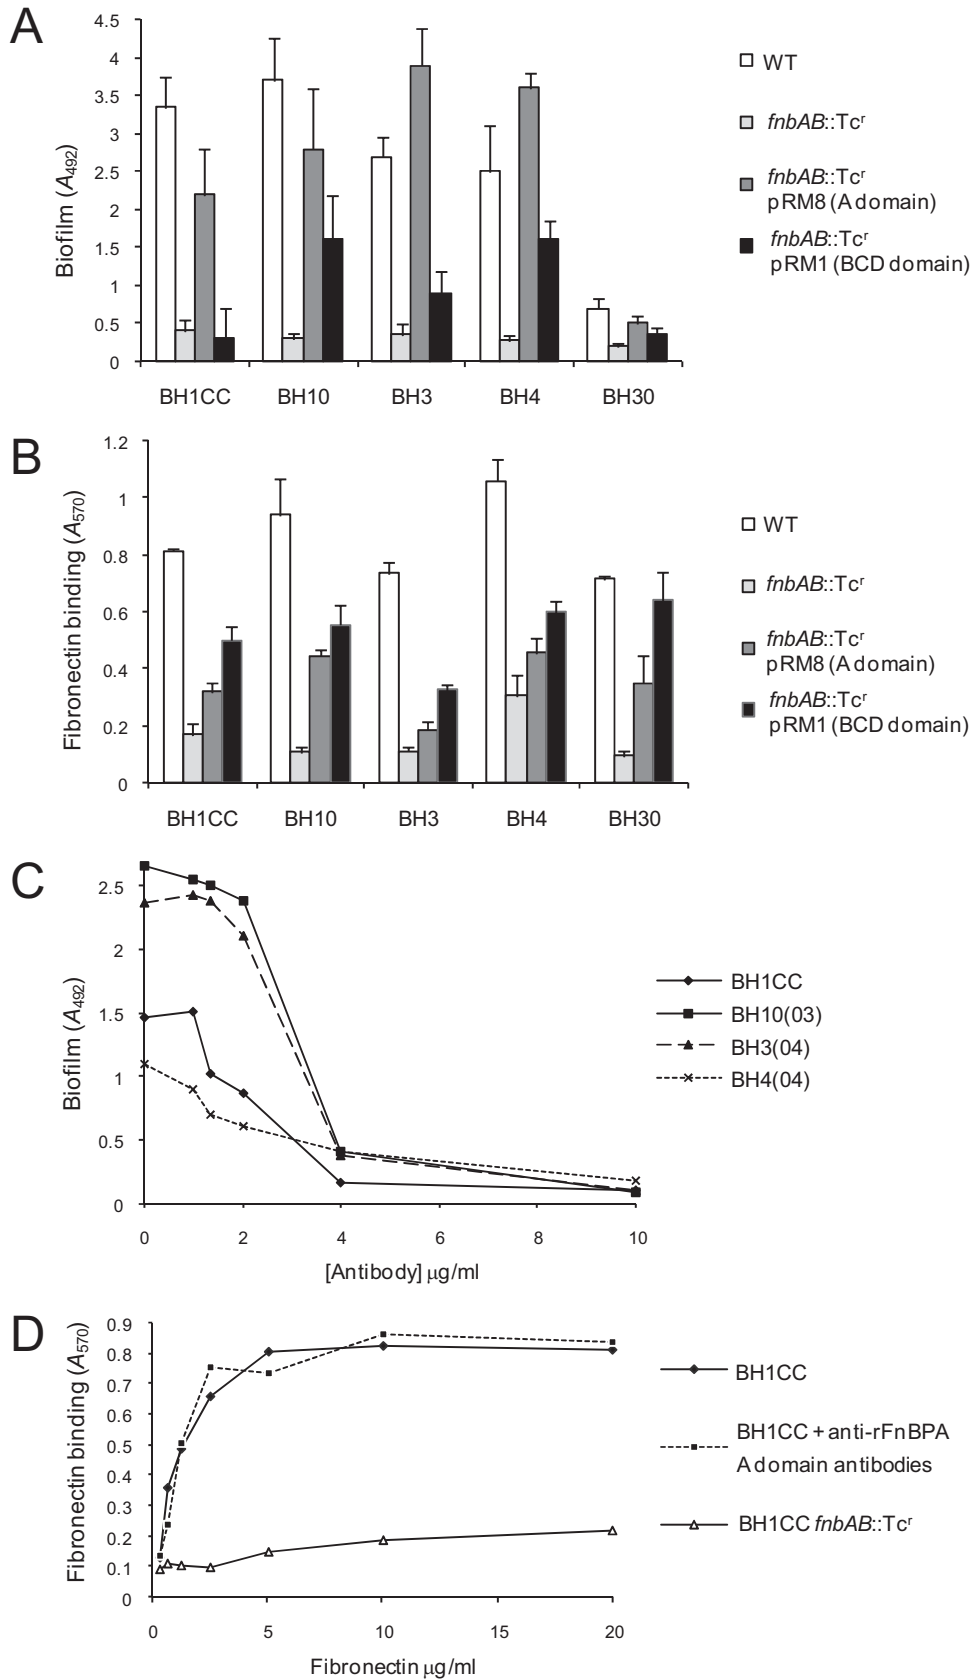 A
4.5
4
3.5
3
2.5
2
1.5
1
0.5
0
Biofilm (A492)
BH1CC BH10 BH3 BH4 BH30
WT
fnbAB::Tcr
fnbAB::Tcr
pRM8 (A domain)
fnbAB::Tcr
pRM1 (BCD domain)
B
1.2
1
0.8
0.6
0.4
0.2
0
Fibronectin binding (A570)
BH1CC BH10 BH3 BH4 BH30
WT
fnbAB::Tcr
fnbAB::Tcr
pRM8 (A domain)
fnbAB::Tcr
pRM1 (BCD domain)
C
2.5
2
1.5
1
0.5
0
Biofilm (A492)
0 2 4 6 8 10
[Antibody] μg/ml
BH1CC
BH10(03)
BH3(04)
BH4(04)
D
0.9
0.8
0.7
0.6
0.5
0.4
0.3
0.2
0.1
0
Fibronectin binding (A570)
0 5 10 15 20
Fibronectin μg/ml
BH1CC
BH1CC + anti-rFnBPA
A domain antibodies
BH1CC fnbAB::Tcr